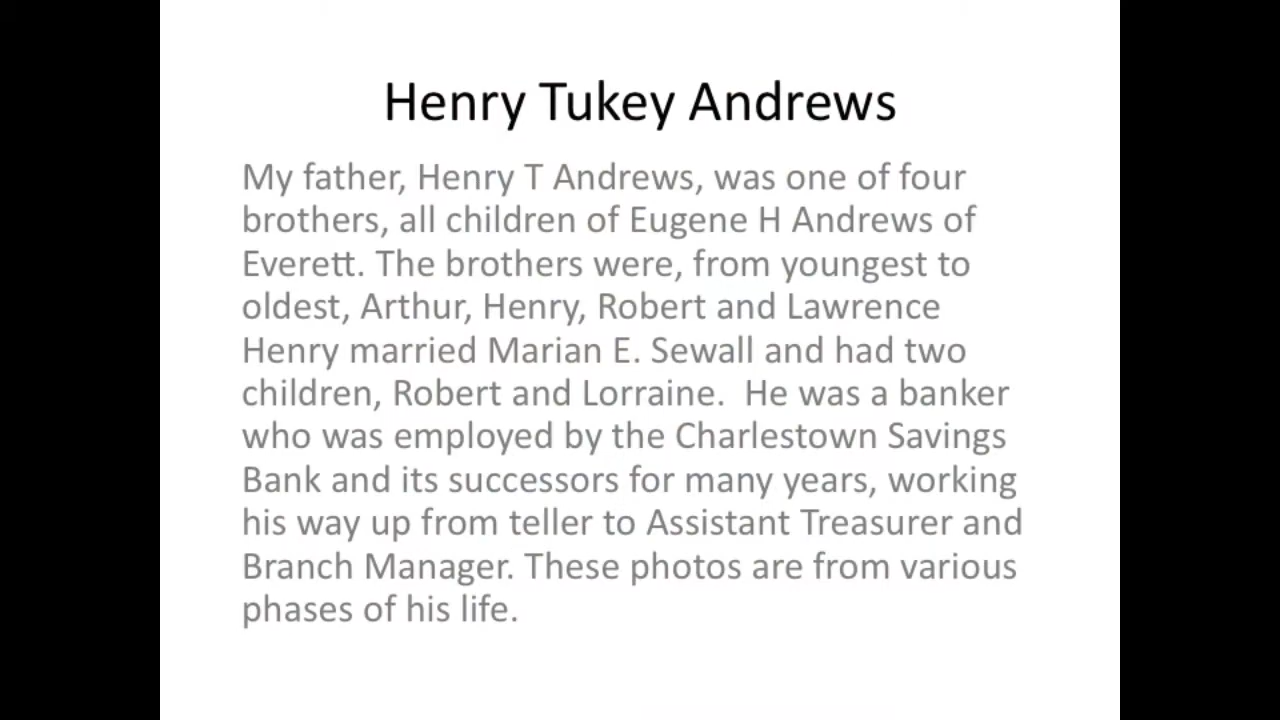 Henry Tukey Andrews
My father, Henry T Andrews, was one of four
brothers, all children of Eugene H Andrews of
Everett. The brothers were, from youngest to
oldest, Arthur, Henry, Robert and Lawrence
Henry married Marian E. Sewall and had two
children, Robert and Lorraine.  He was a banker
who was employed by the Charlestown Savings
Bank and its successors for many years, working
his way up from teller to Assistant Treasurer and
Branch Manager. These photos are from various
phases of his life.